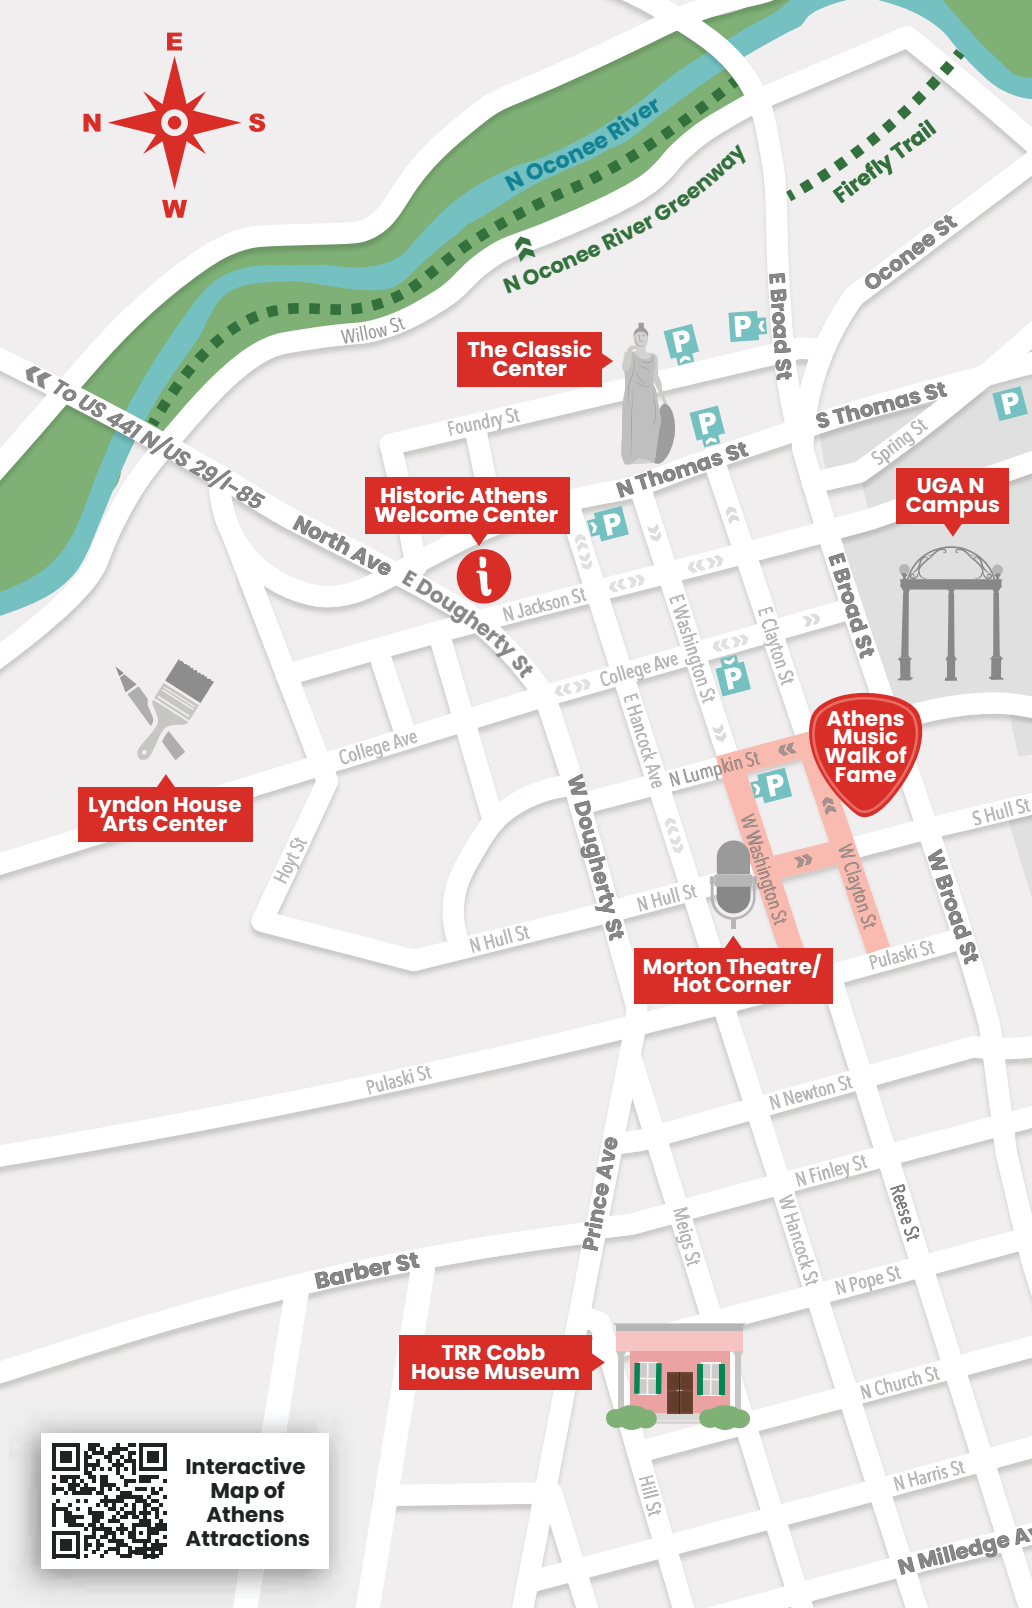 E
N
S
W
N Oconee River
N Oconee River Greenway
Firefly Trail
Oconee St
E Broad St
Willow St
P
P
The Classic
Center
To US 441 N/US 29/I-85
Foundry St
P
S Thomas St
P
N Thomas St
Spring St
Historic Athens
Welcome Center
P
UGA N
Campus
North Ave
i
E Dougherty St
N Jackson St
E Washington St
E Clayton St
E Broad St
College Ave
P
E Hancock Ave
College Ave
N Lumpkin St
Athens
Music
Walk of
Fame
P
Lyndon House
Arts Center
W Dougherty St
S Hull St
Hoyt St
W Washington St
W Clayton St
W Broad St
N Hull St
N Hull St
Pulaski St
Morton Theatre/
Hot Corner
Pulaski St
N Newton St
Prince Ave
N Finley St
Meigs St
W Hancock St
Reese St
Barber St
N Pope St
TRR Cobb
House Museum
N Church St
Hill St
N Harris St
N Milledge Av
Interactive
Map of
Athens
Attractions